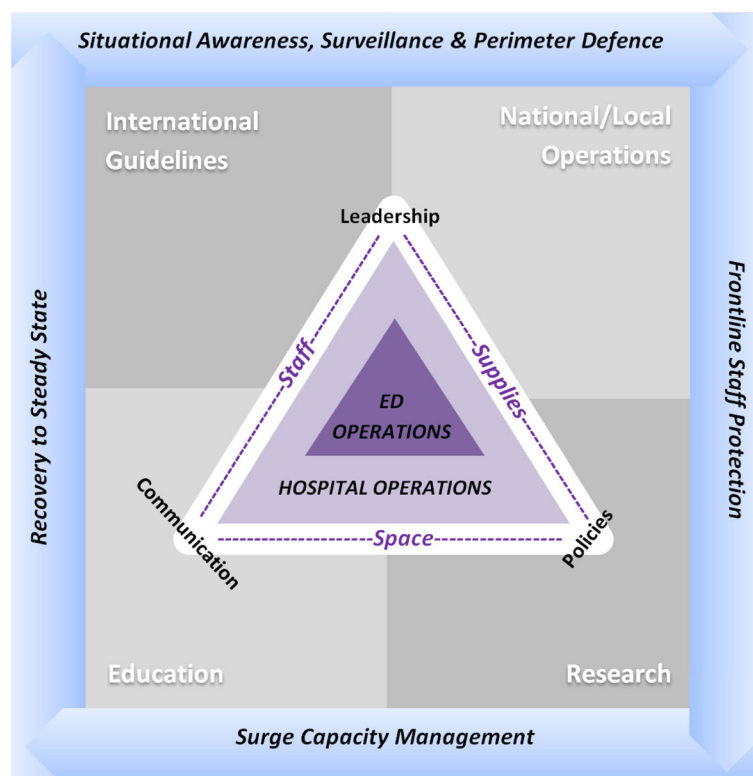 Situational Awareness, Surveillance & Perimeter Defence
International
Guidelines
National/Local
Operations
Leadership
Staff
Supplies
ED
OPERATIONS
HOSPITAL OPERATIONS
Communication
Space
Policies
Recovery to Steady State
Frontline Staff Protection
Education
Research
Surge Capacity Management